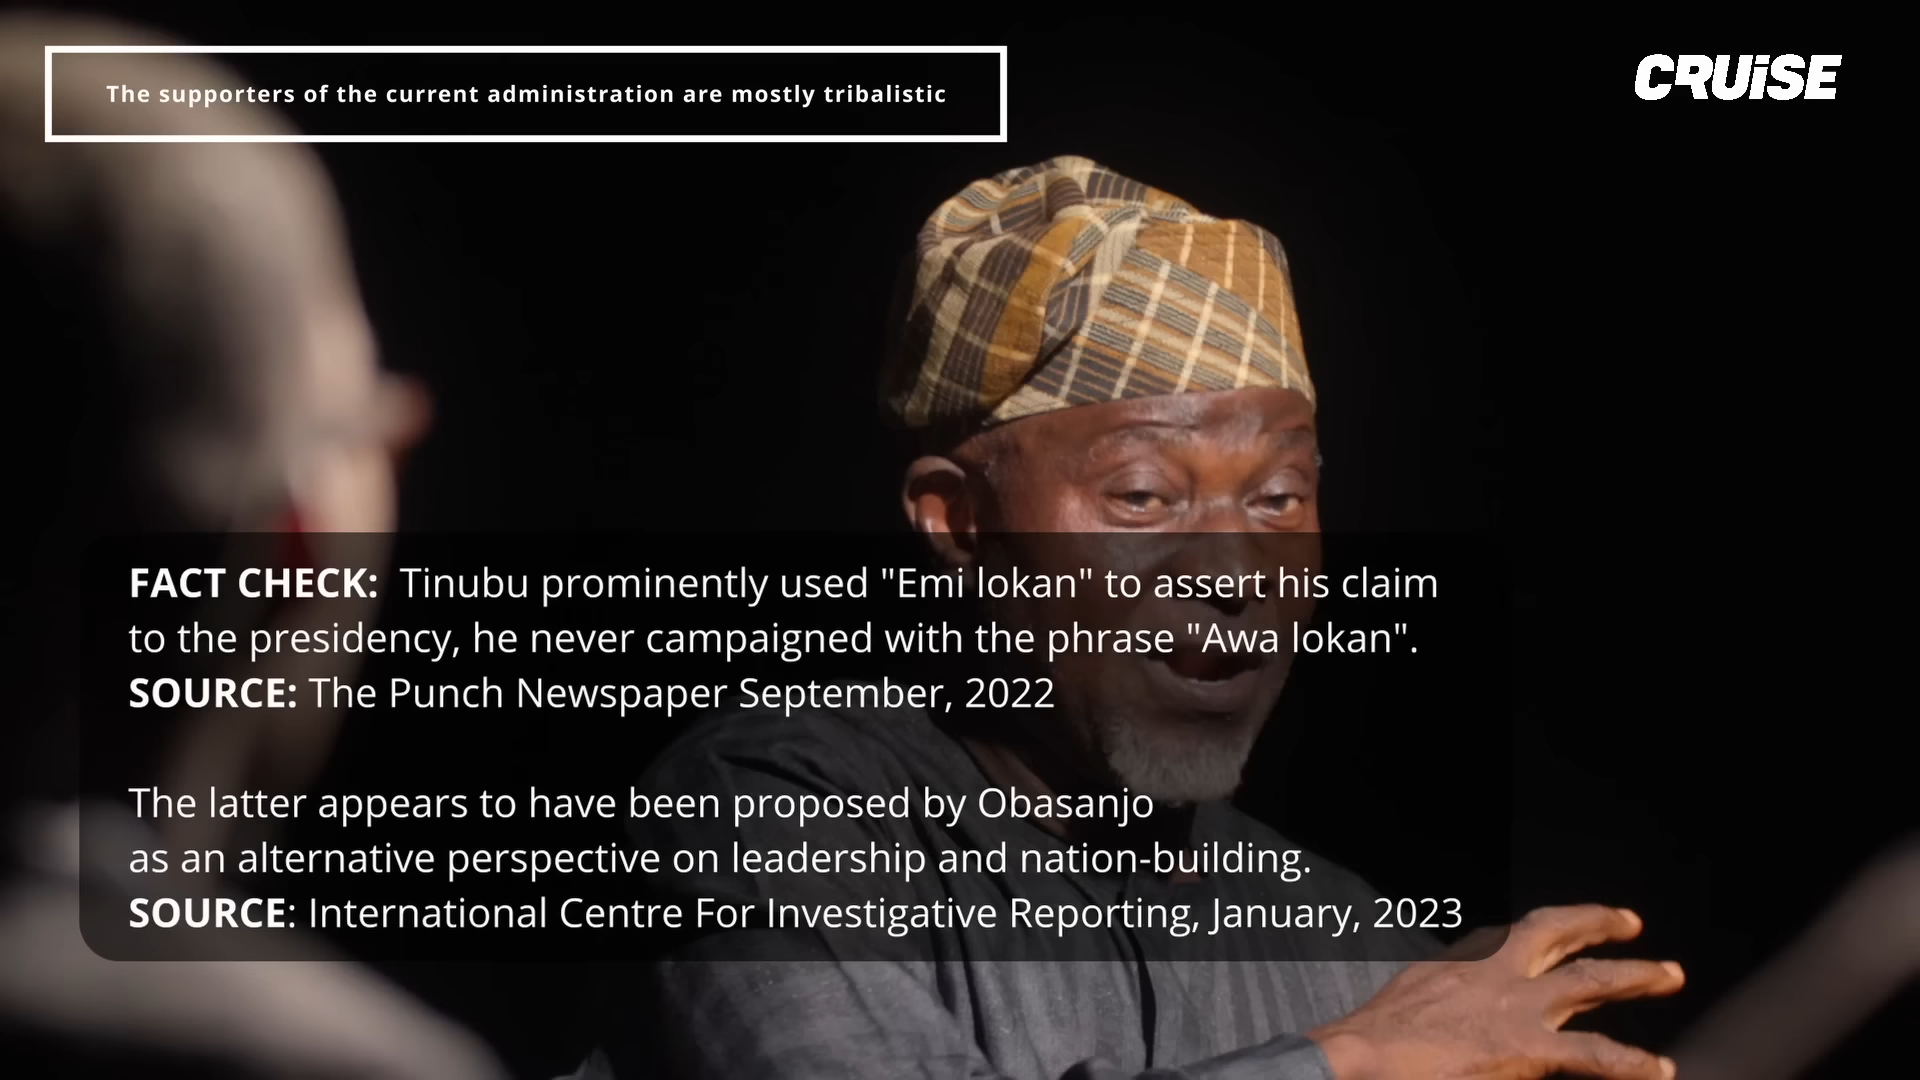 The supporters of the current administration are mostly tribalistic
CRUiSE
FACT CHECK: Tinubu prominently used "Emi lokan" to assert his claim
to the presidency, he never campaigned with the phrase "Awa lokan".
SOURCE: The Punch Newspaper September, 2022
The latter appears to have been proposed by Obasanjo
as an alternative perspective on leadership and nation-building.
SOURCE: International Centre For Investigative Reporting, January, 2023